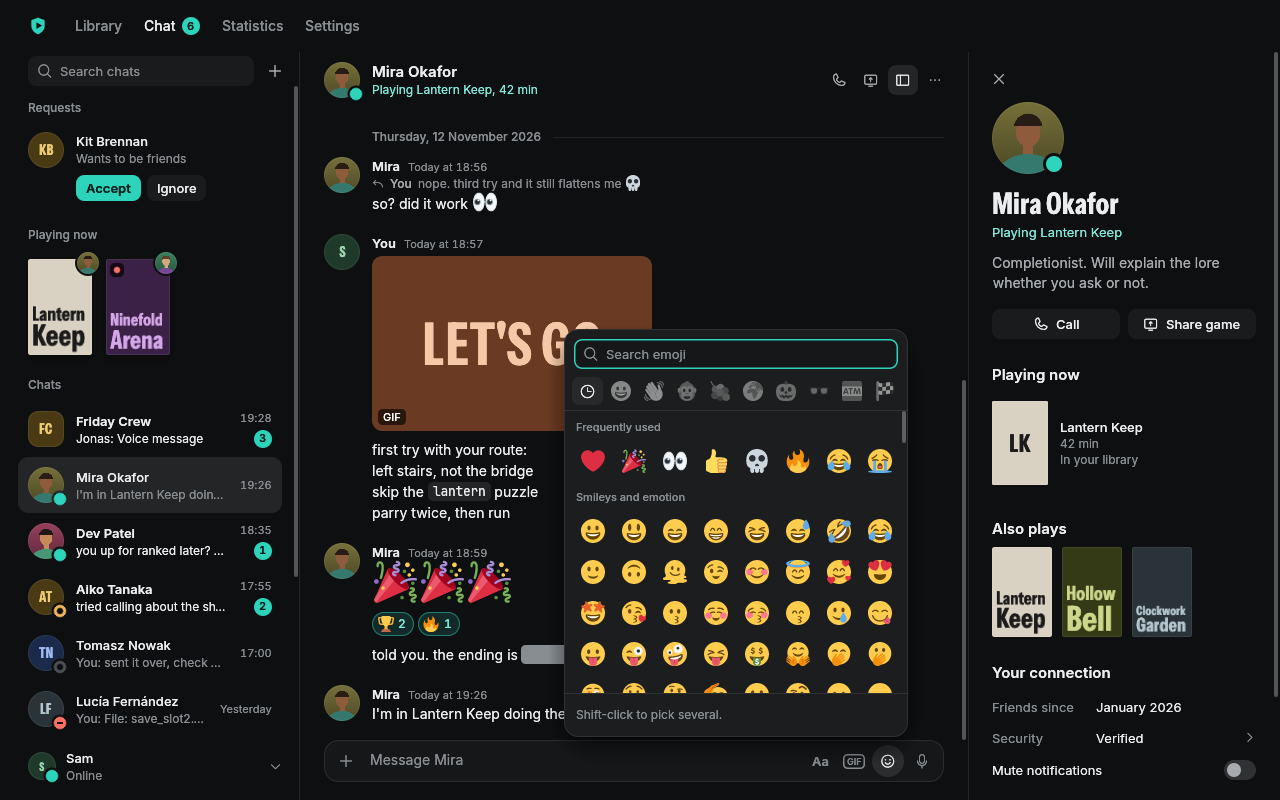 Library
Chat 6
Statistics
Settings
Search chats
Requests
KB
Kit Brennan
Wants to be friends
Accept
Ignore
Playing now
Lantern
Keep
Ninefold
Arena
Chats
FC
Friday Crew
19:28
Jonas: Voice message
3
Mira Okafor
I'm in Lantern Keep doin...
19:26
Dev Patel
18:35
you up for ranked later? ...
1
AT
Aiko Tanaka
17:55
tried calling about the sh...
2
TN
Tomasz Nowak
You: sent it over, check ...
17:00
LF
Lucía Fernández
You: File: save_slot2....
Yesterday
S
Sam
Online
Mira Okafor
Playing Lantern Keep, 42 min
Thursday, 12 November 2026
Mira Today at 18:56
You nope. third try and it still flattens me 💀
so? did it work 👀
S
You Today at 18:57
LET'S
GIF
first try with your route:
left stairs, not the bridge
skip the lantern puzzle
parry twice, then run
Mira Today at 18:59
🎉🎉🎉
🏆 2 🔥 1
told you. the ending is
Mira Today at 19:26
I'm in Lantern Keep doing the
Search emoji
ATM
Frequently used
Smileys and emotion
Shift-click to pick several.
Message Mira
Aa
GIF
Mira Okafor
Playing Lantern Keep
Completionist. Will explain the lore
whether you ask or not.
Call
Share game
Playing now
LK
Lantern Keep
42 min
In your library
Also plays
Lantern
Keep
Hollow
Bell
Clockwork
Garden
Your connection
Friends since January 2026
Security Verified
Mute notifications